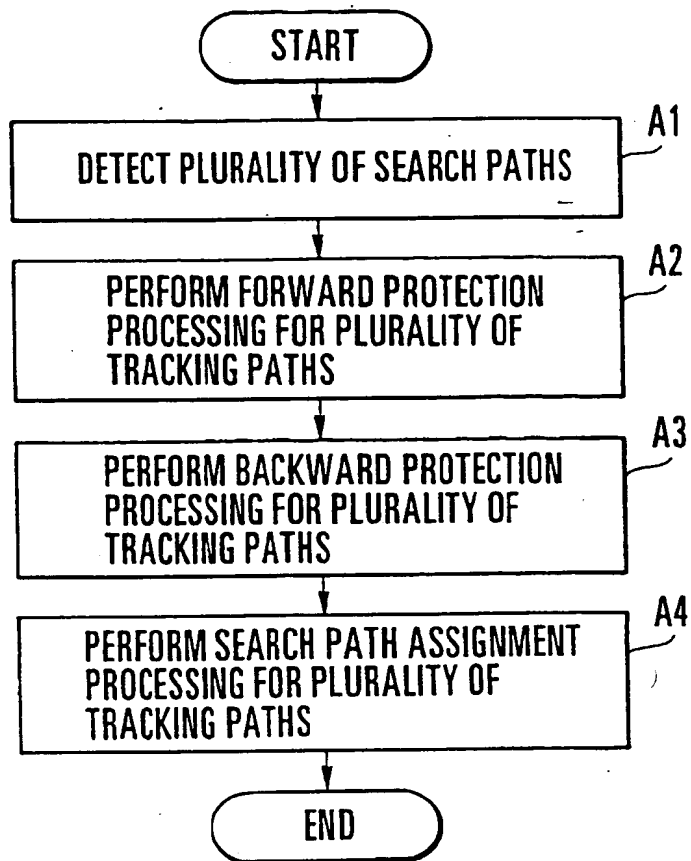 START
A1
DETECT PLURALITY OF SEARCH PATHS
A2
PERFORM FORWARD PROTECTION
PROCESSING FOR PLURALITY OF
TRACKING PATHS
A3
PERFORM BACKWARD PROTECTION
PROCESSING FOR PLURALITY OF
TRACKING PATHS
A4
PERFORM SEARCH PATH ASSIGNMENT
PROCESSING FOR PLURALITY OF
TRACKING PATHS
END